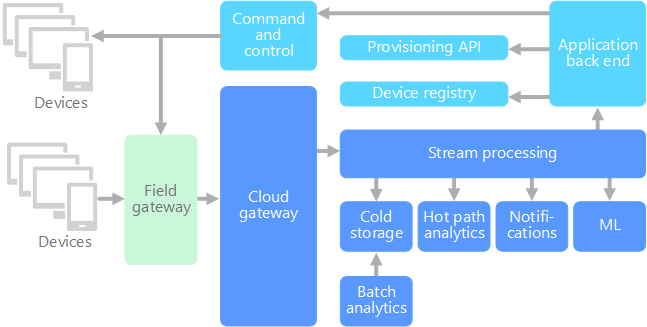 Command
and
control
Provisioning API
Application
back end
Device registry
Devices
Stream processing
Field
gateway
Cloud
gateway
Devices
Cold
storage
Hot path
analytics
Notifi-
cations
ML
Batch
analytics